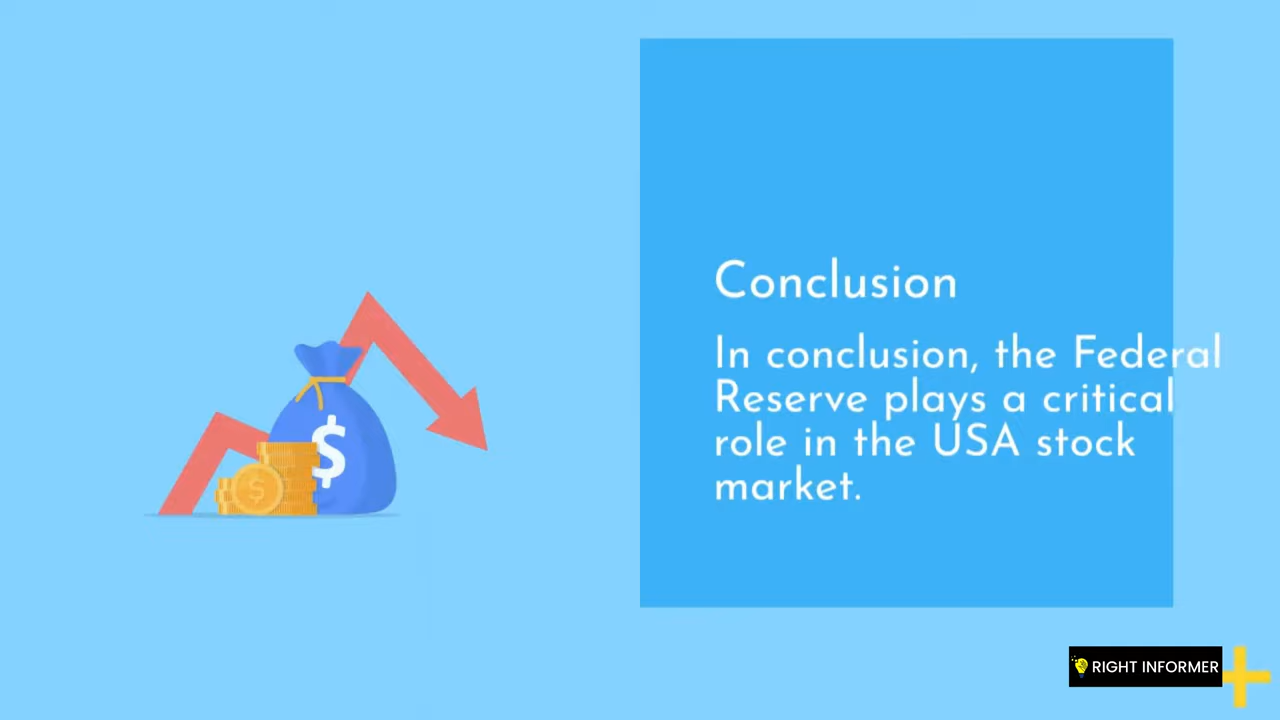 Conclusion
In conclusion, the Federal
Reserve plays a critical
role in the USA stock
market.
$
$
RIGHT INFORMER